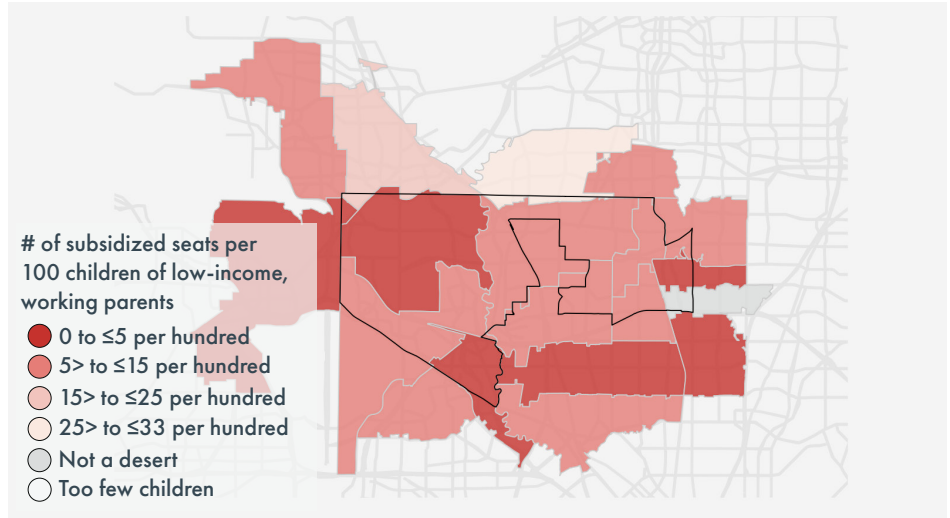 # of subsidized seats per
100 children of low-income,
working parents
0 to ≤5 per hundred
5> to ≤15 per hundred
15> to ≤25 per hundred
25> to ≤33 per hundred
Not a desert
Too few children